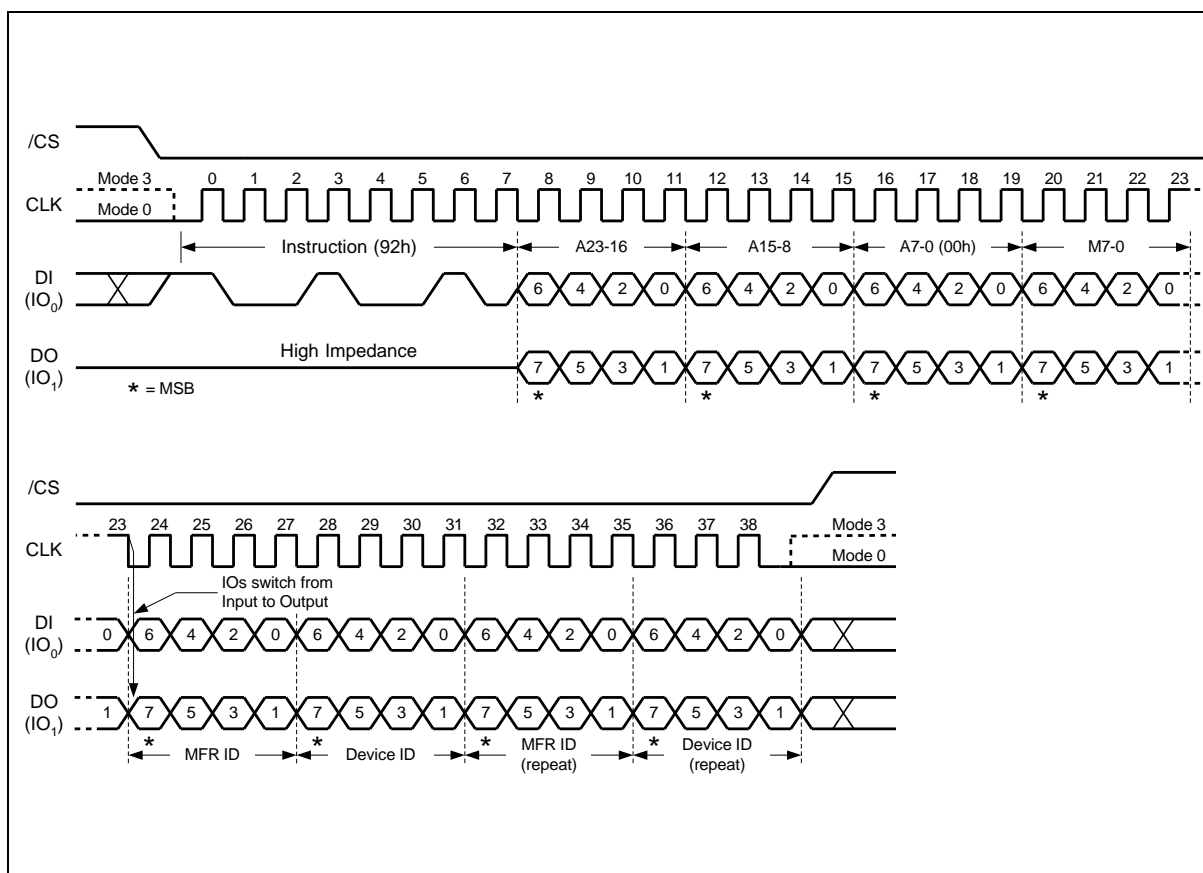 /CS
Mode 3 0 1 2 3 4 5 6 7 8 9 10 11 12 13 14 15 16 17 18 19 20 21 22 23
CLK
Mode 0
Instruction (92h) A23-16 A15-8 A7-0 (00h) M7-0
DI
(IO0) 6 4 2 0 6 4 2 0 6 4 2 0 6 4 2 0
High Impedance
DO
(IO1) 7 5 3 1 7 5 3 1 7 5 3 1 7 5 3 1
* = MSB * * * *
/CS
23 24 25 26 27 28 29 30 31 32 33 34 35 36 37 38 Mode 3
CLK
Mode 0
IOs switch from
Input to Output
DI
(IO0) 0 6 4 2 0 6 4 2 0 6 4 2 0 6 4 2 0
DO
(IO1) 1 7 5 3 1 7 5 3 1 7 5 3 1 7 5 3 1
* * * *
MFR ID Device ID MFR ID
(repeat) Device ID
(repeat)